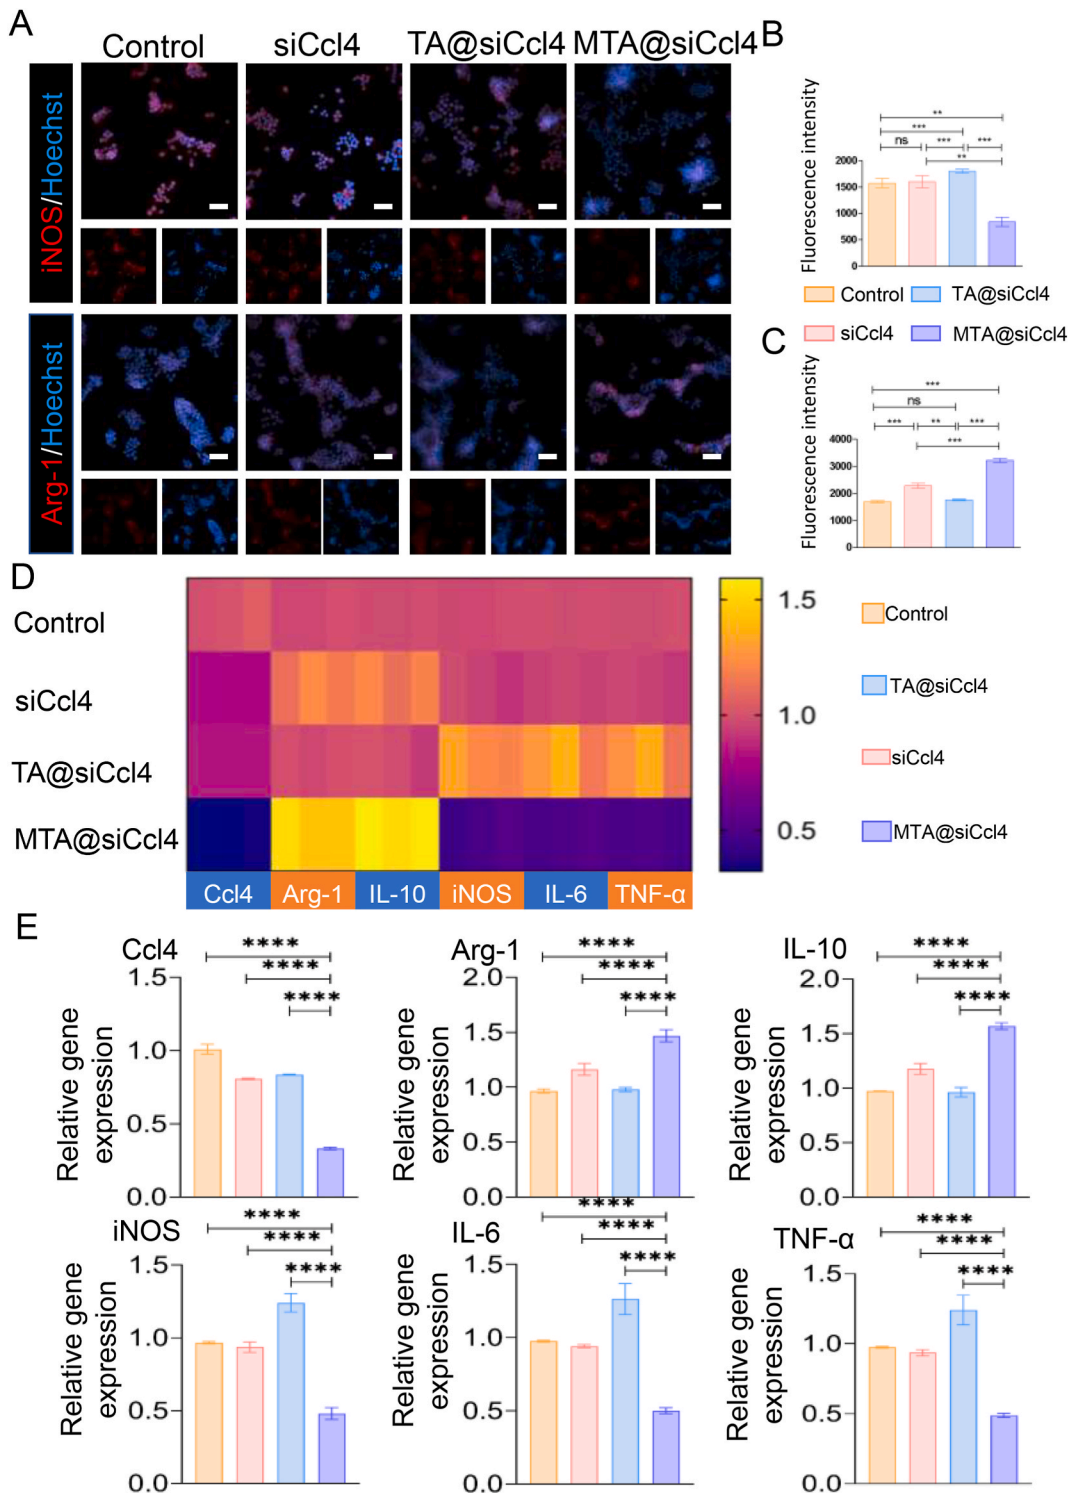 A
Control
siCcl4
TA@siCcl4
MTA@siCcl4
iNOS/Hoechst
Arg-1/Hoechst
B
Fluorescence intensity
**
***
ns
***
***
**
2000
1500
1000
500
0
Control
TA@siCcl4
siCcl4
MTA@siCcl4
C
Fluorescence intensity
***
ns
***
**
***
***
4000
3000
2000
1000
0
D
Control
siCcl4
TA@siCcl4
MTA@siCcl4
Ccl4
Arg-1
IL-10
iNOS
IL-6
TNF-α
1.5
1.0
0.5
Control
TA@siCcl4
siCcl4
MTA@siCcl4
E
Ccl4
****
****
****
Relative gene
expression
1.5
1.0
0.5
0.0
Arg-1
****
****
****
Relative gene
expression
2.0
1.5
1.0
0.5
0.0
IL-10
****
****
****
Relative gene
expression
2.0
1.5
1.0
0.5
0.0
iNOS
****
****
****
Relative gene
expression
1.5
1.0
0.5
0.0
IL-6
****
****
****
Relative gene
expression
1.5
1.0
0.5
0.0
TNF-α
****
****
****
Relative gene
expression
1.5
1.0
0.5
0.0